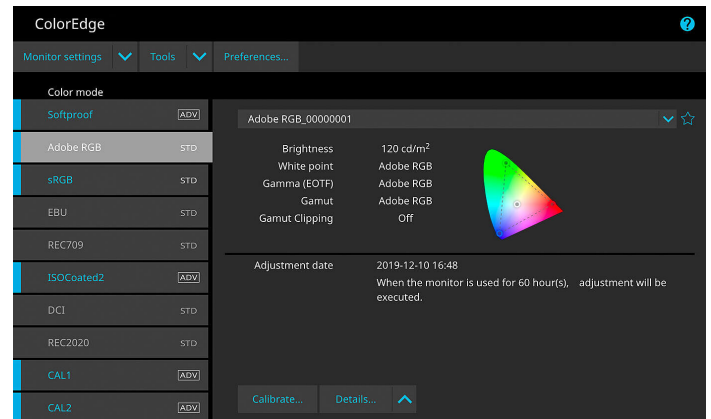 ColorEdge
?
Monitor settings Tools Preferences...
Color mode
Softproof ADV
Adobe RGB STD
sRGB STD
EBU STD
REC709 STD
ISOCoated2 ADV
DCI STD
REC2020 STD
CAL1 ADV
CAL2 ADV
Adobe RGB_00000001
Brightness 120 cd/m²
White point Adobe RGB
Gamma (EOTF) Adobe RGB
Gamut Adobe RGB
Gamut Clipping Off
Adjustment date 2019-12-10 16:48
When the monitor is used for 60 hour(s), adjustment will be
executed.
Calibrate... Details...